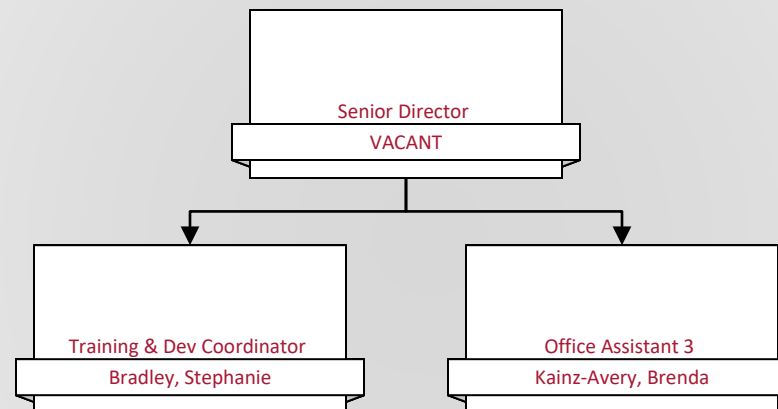 Senior Director
VACANT
Training & Dev Coordinator
Bradley, Stephanie
Office Assistant 3
Kainz-Avery, Brenda